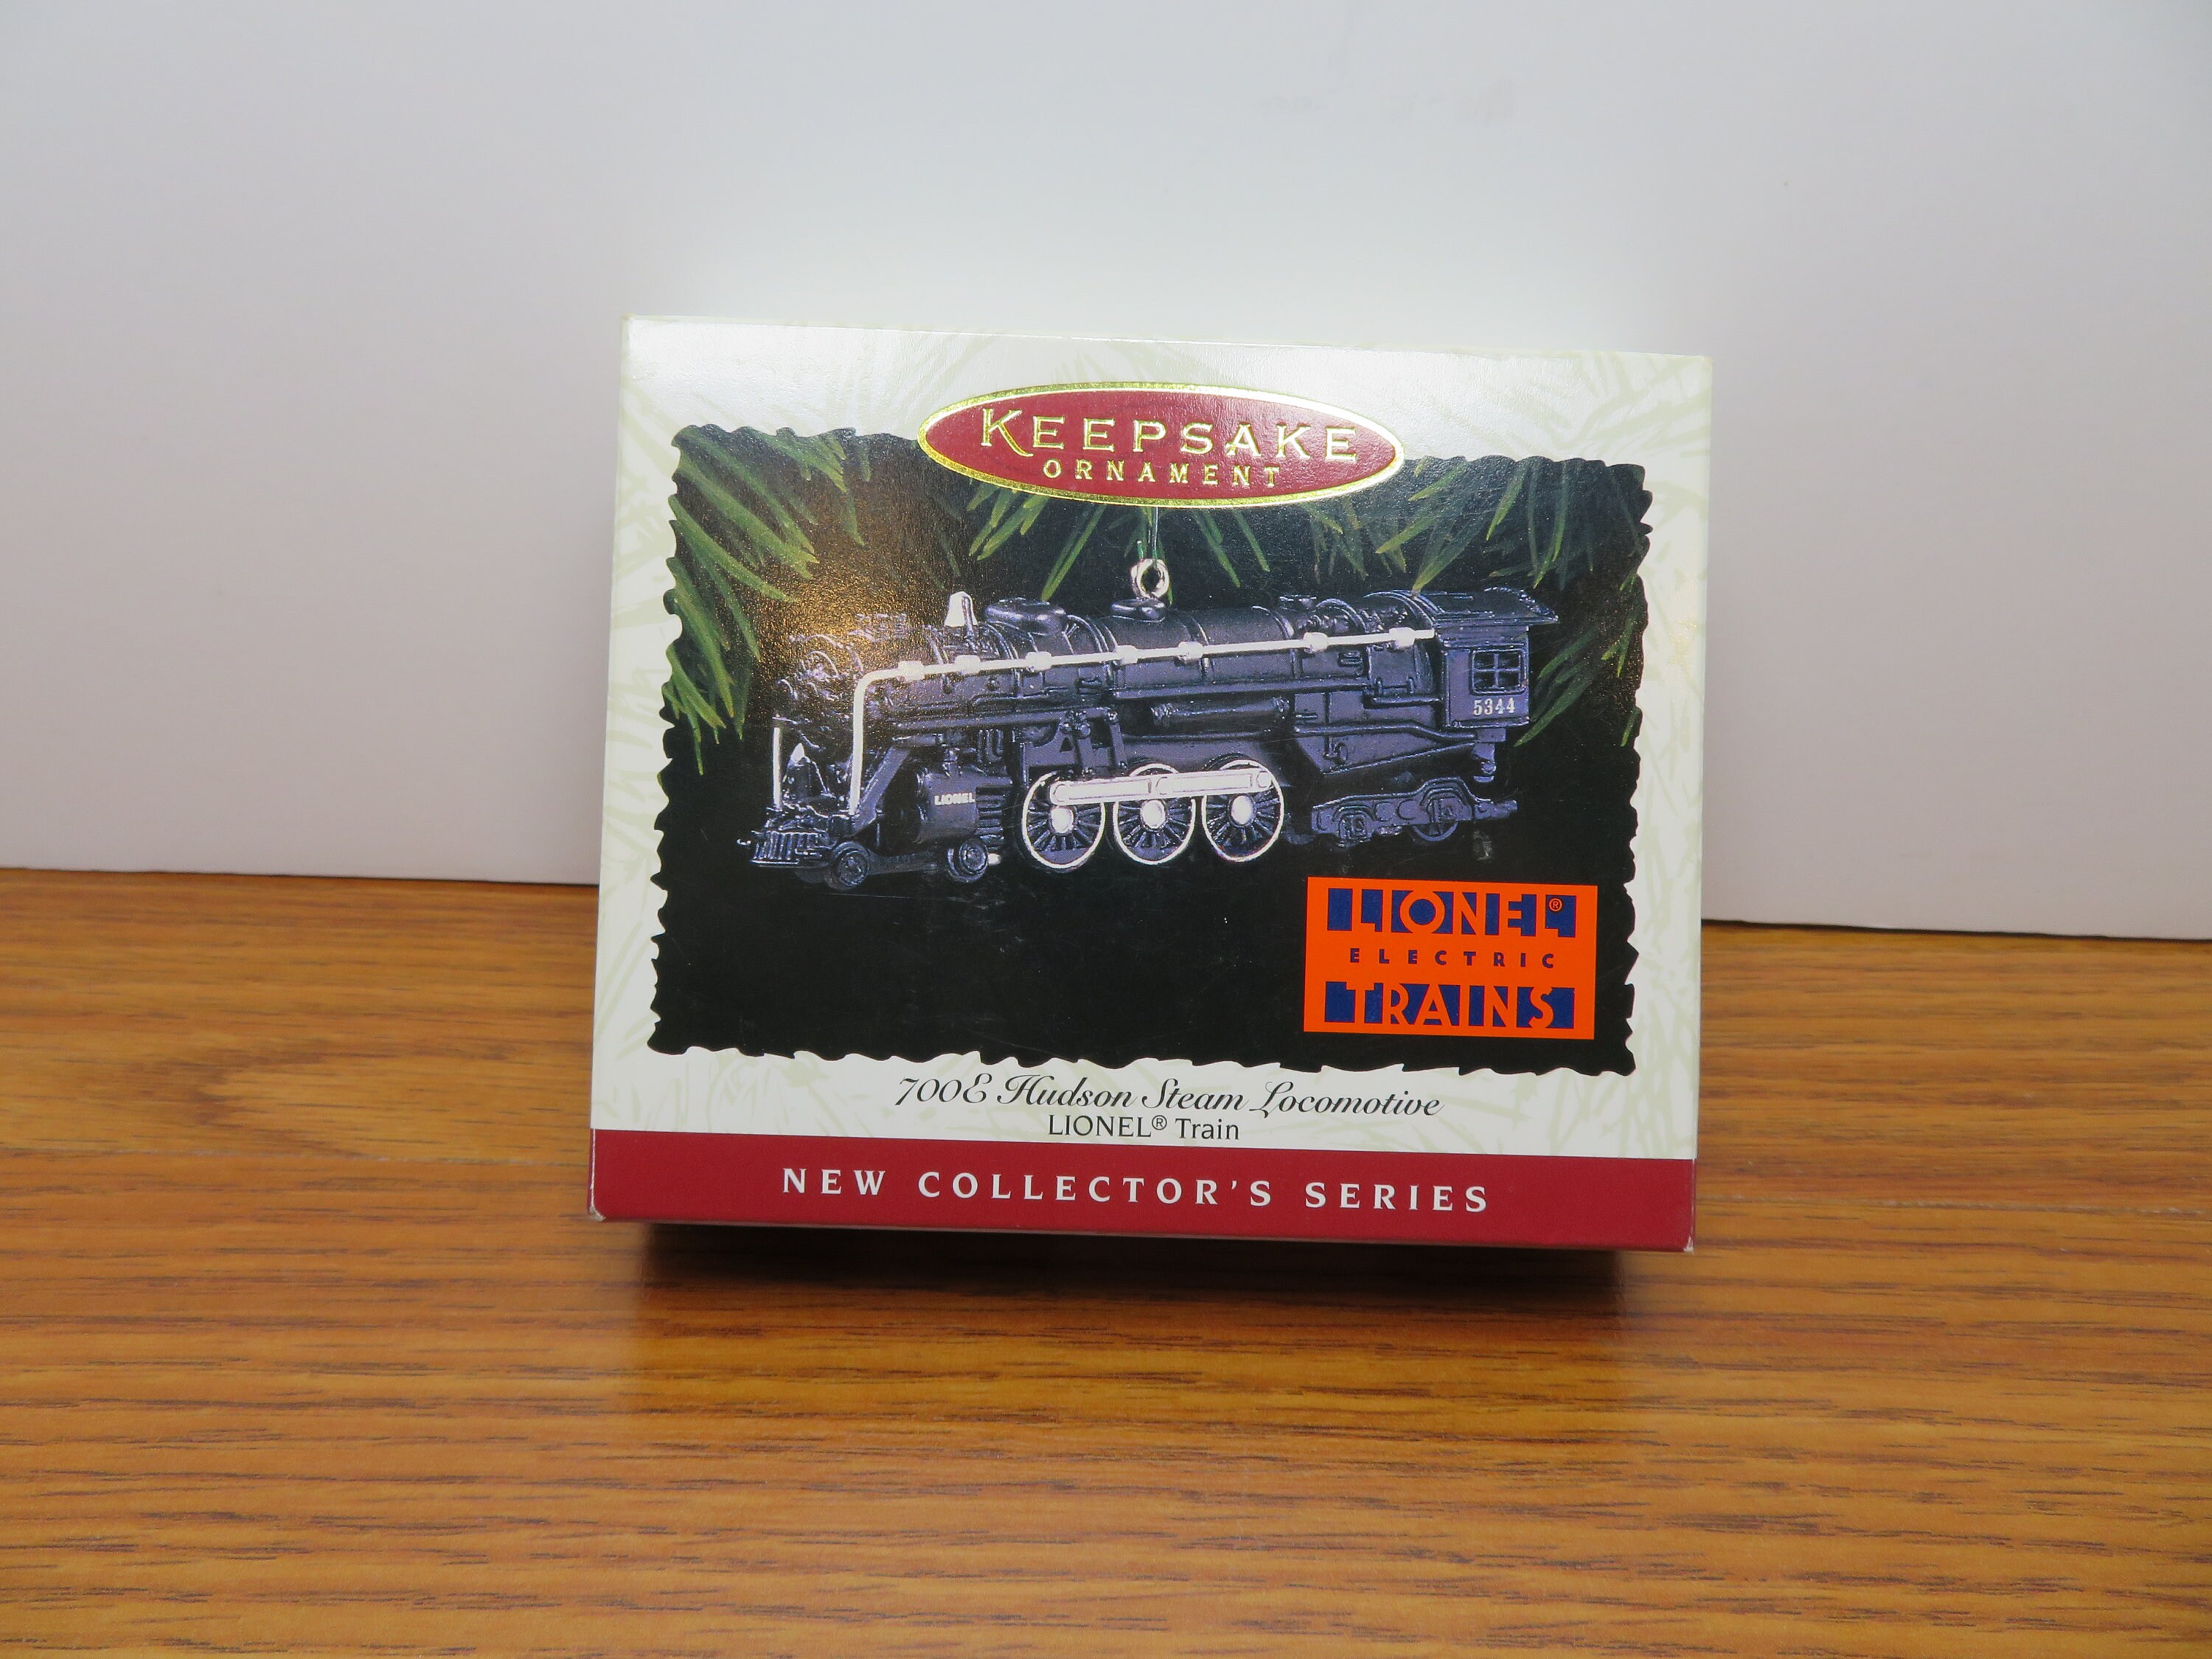 KEEPSAKE
ORNAMENT
5344
LIONEL
LIONEL®
ELECTRIC
TRAINS
700E Hudson Steam Locomotive
LIONEL® Train
NEW COLLECTOR'S SERIES